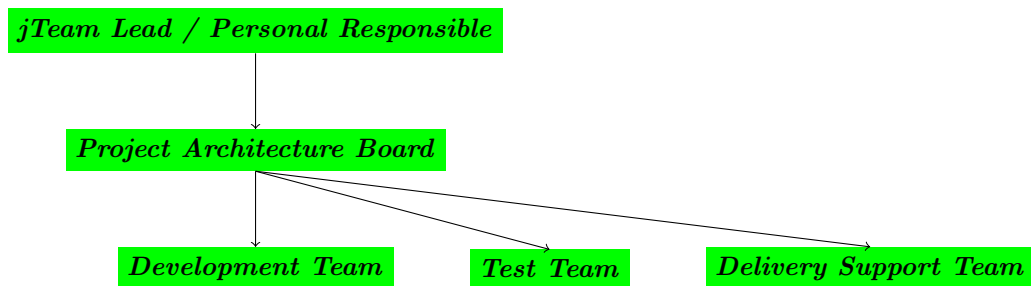 jTeam Lead / Personal Responsible
Project Architecture Board
Development Team
Test Team
Delivery Support Team